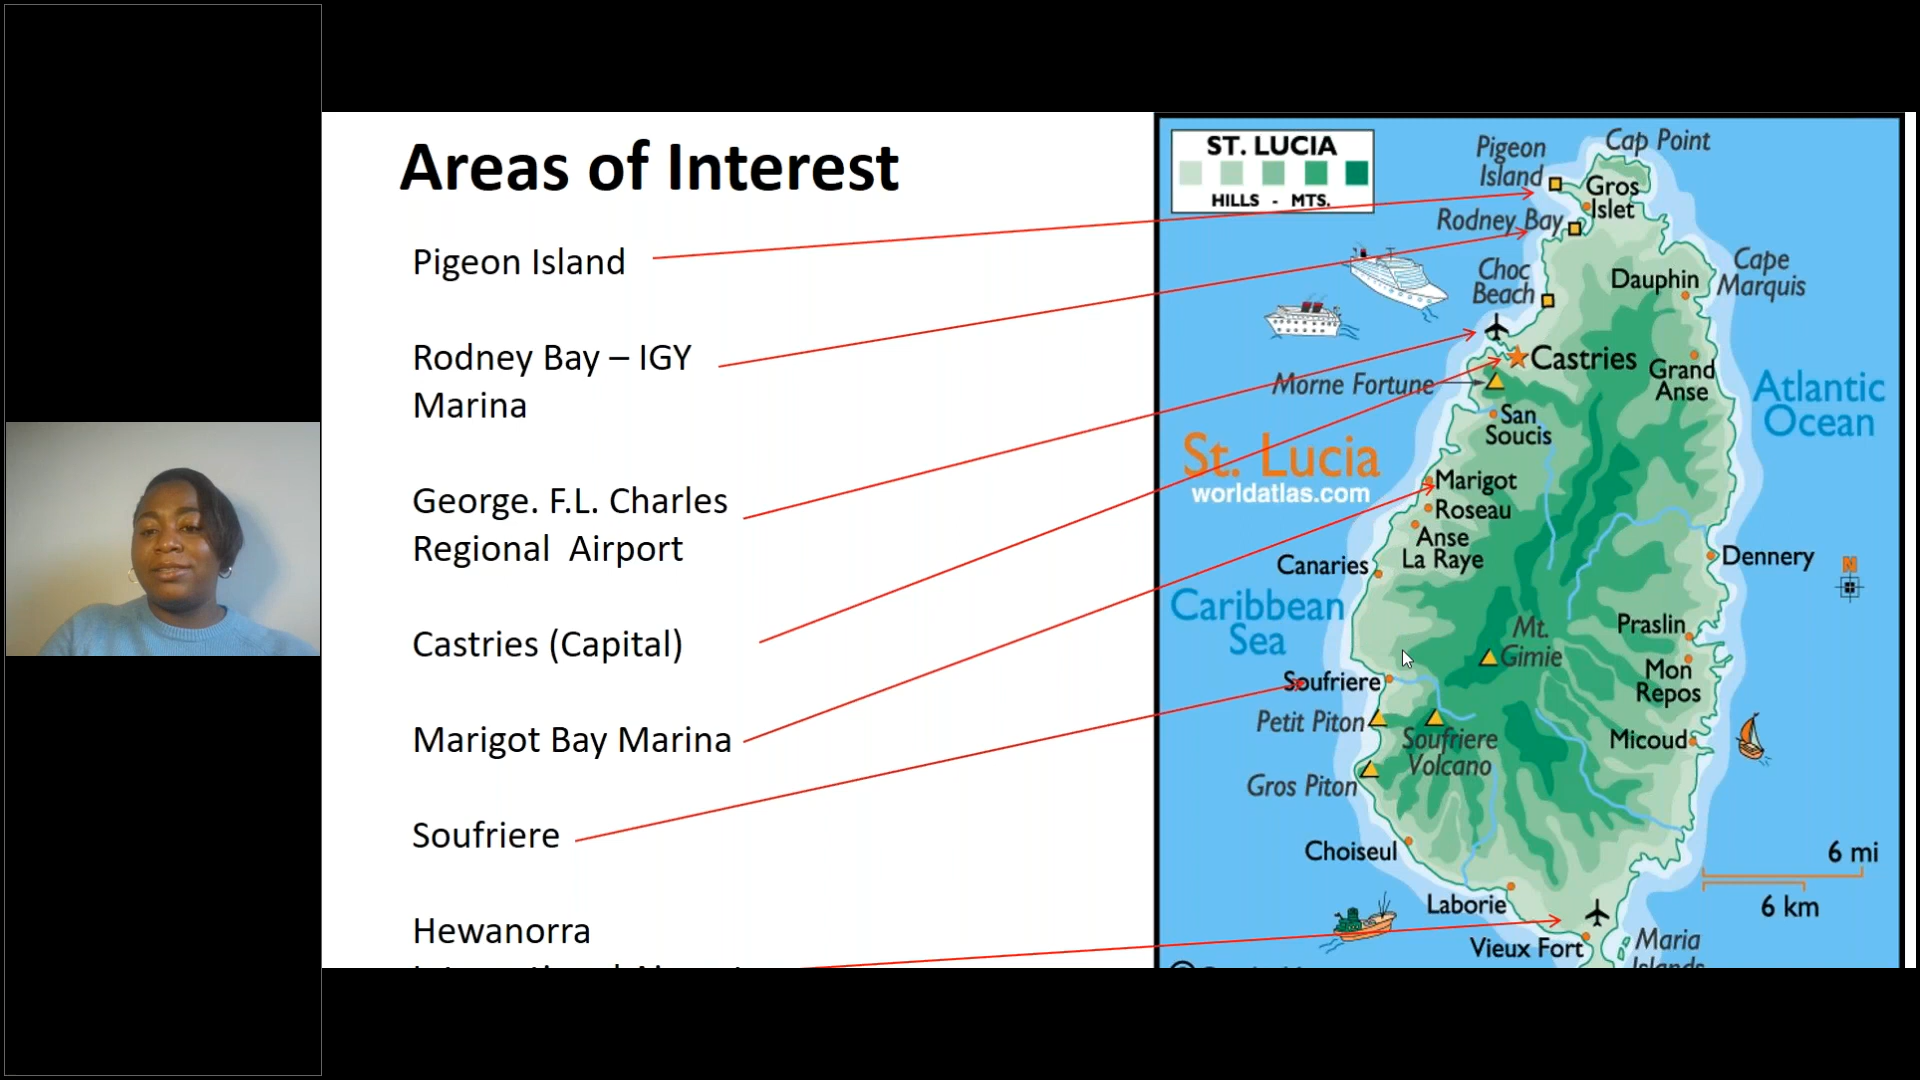 Areas of Interest
Pigeon Island
Rodney Bay – IGY
Marina
George. F.L. Charles
Regional  Airport
Castries (Capital)
Marigot Bay Marina
Soufriere
Hewanorra
ST. LUCIA
HILLS - MTS.
Pigeon
Island
Cap Point
Gros
Islet
Rodney Bay
Choc
Beach
Dauphin
Cape
Marquis
Castries
Grand
Anse
Morne Fortune
San
Soucis
Atlantic
Ocean
St. Lucia
worldatlas.com
Marigot
Roseau
Anse
La Raye
Canaries
Dennery
N
Caribbean
Sea
Mt.
Gimie
Praslin
Mon
Repos
Soufriere
Petit Piton
Soufriere
Volcano
Micoud
Gros Piton
Choiseul
6 mi
6 km
Laborie
Vieux Fort
Maria
Islands